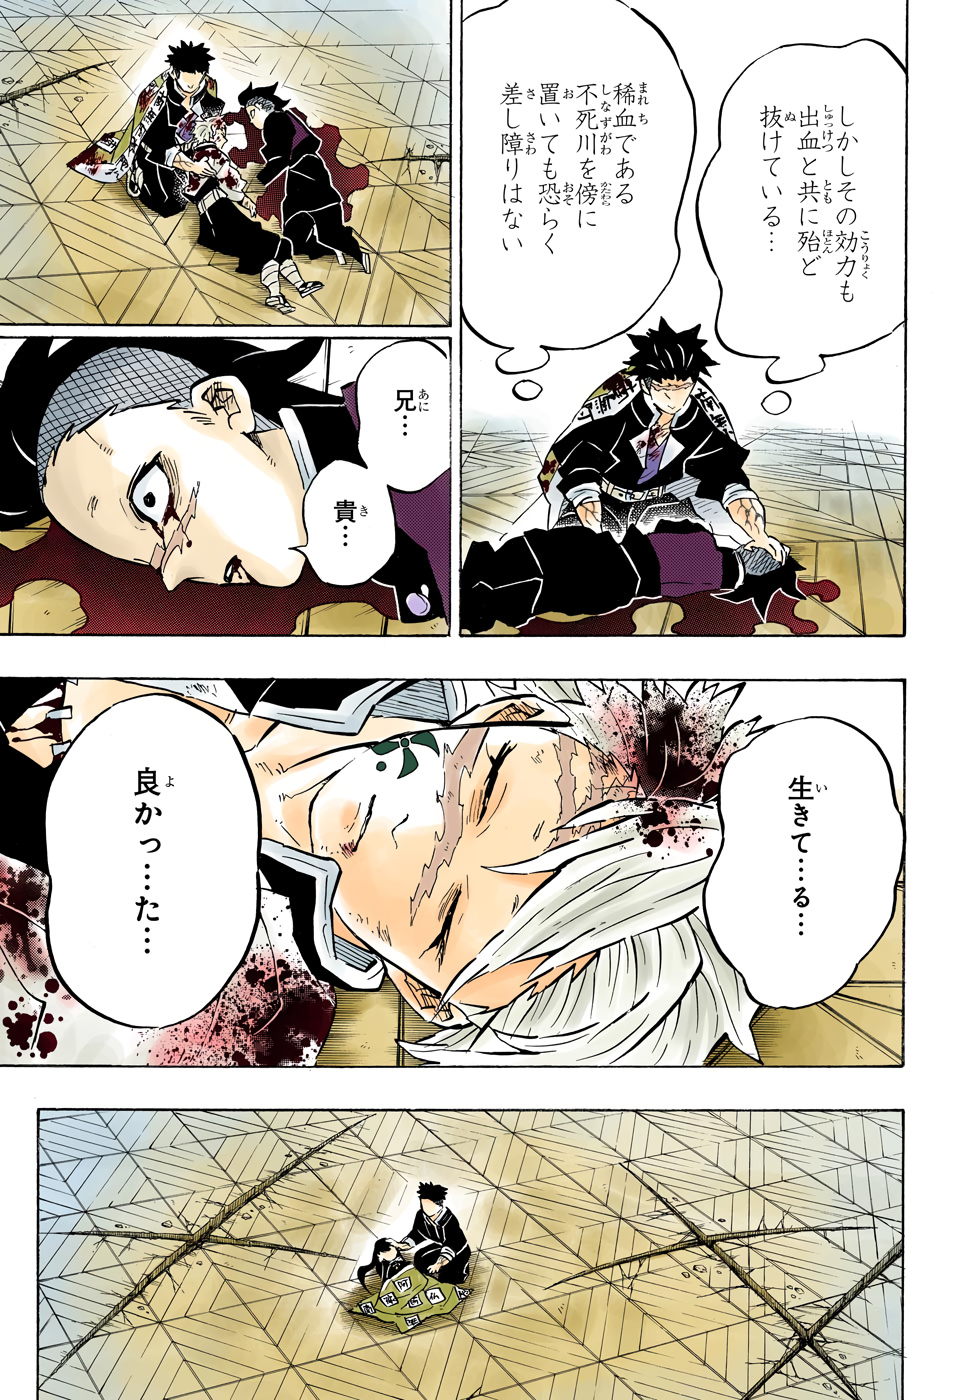 しかしその効力も
出血と共に殆ど
抜けている…
稀血である
不死川を傍に
置いても恐らく
差し障りはない
兄…
貴…
生きて…る…
良かっ…た…